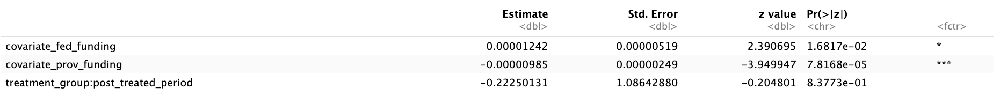 Estimate Std. Error z value Pr(>|z|)
<dbl> <dbl> <dbl> <chr> <fctr>
covariate_fed_funding 0.00001242 0.00000519 2.390695 1.6817e-02 *
covariate_prov_funding -0.00000985 0.00000249 -3.949947 7.8168e-05 ***
treatment_group:post_treated_period -0.22250131 1.08642880 -0.204801 8.3773e-01